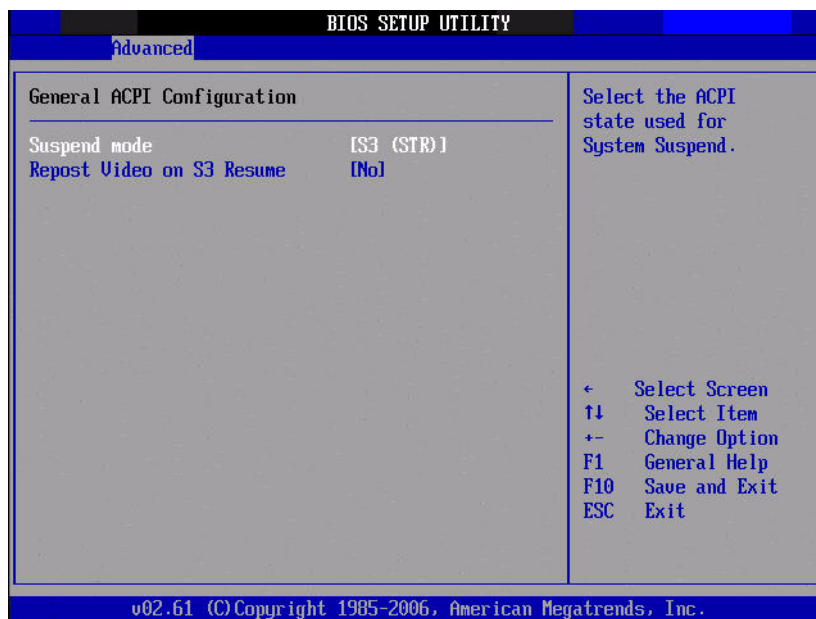 BIOS SETUP UTILITY
Advanced
General ACPI Configuration
Suspend mode [S3 (STR)]
Repost Video on S3 Resume [No]
Select the ACPI
state used for
System Suspend.
← Select Screen
↑↓ Select Item
+- Change Option
F1 General Help
F10 Save and Exit
ESC Exit
v02.61 (C)Copyright 1985-2006, American Megatrends, Inc.